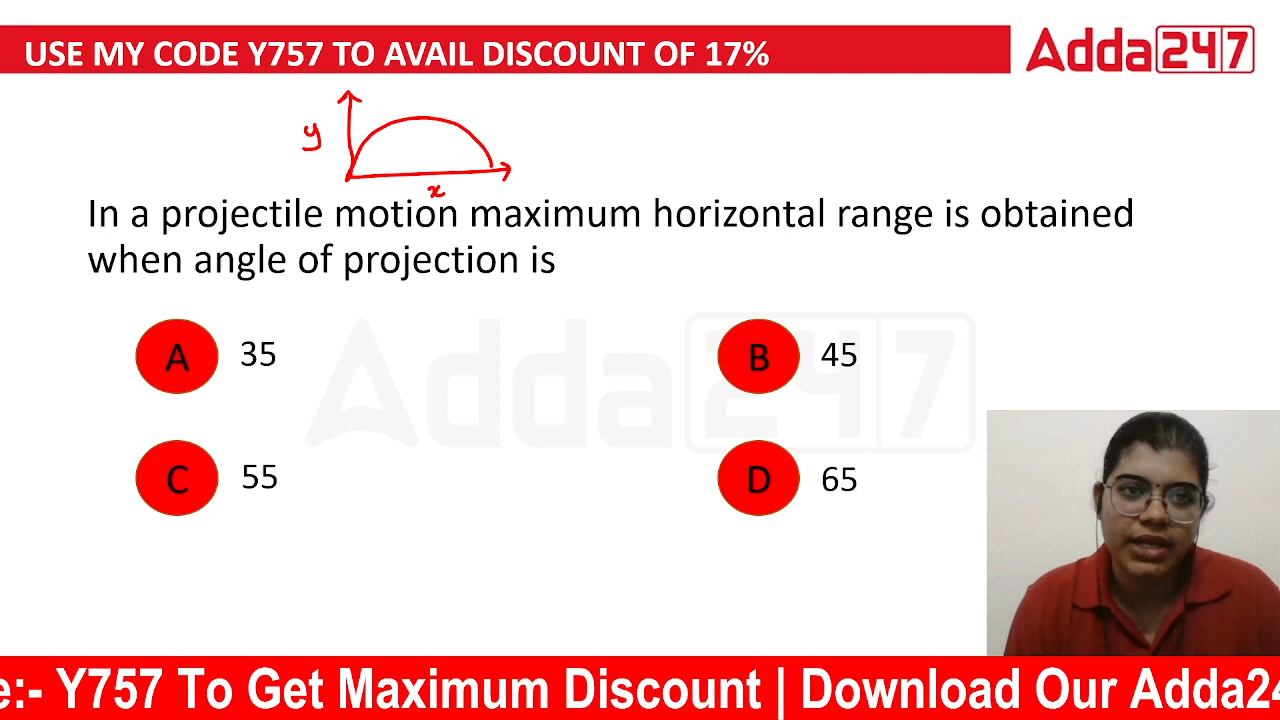 USE MY CODE Y757 TO AVAIL DISCOUNT OF 17%
Adda247
y
x
In a projectile motion maximum horizontal range is obtained
when angle of projection is
A 35
B 45
C 55
D 65
Adda247
e:- Y757 To Get Maximum Discount | Download Our Adda24